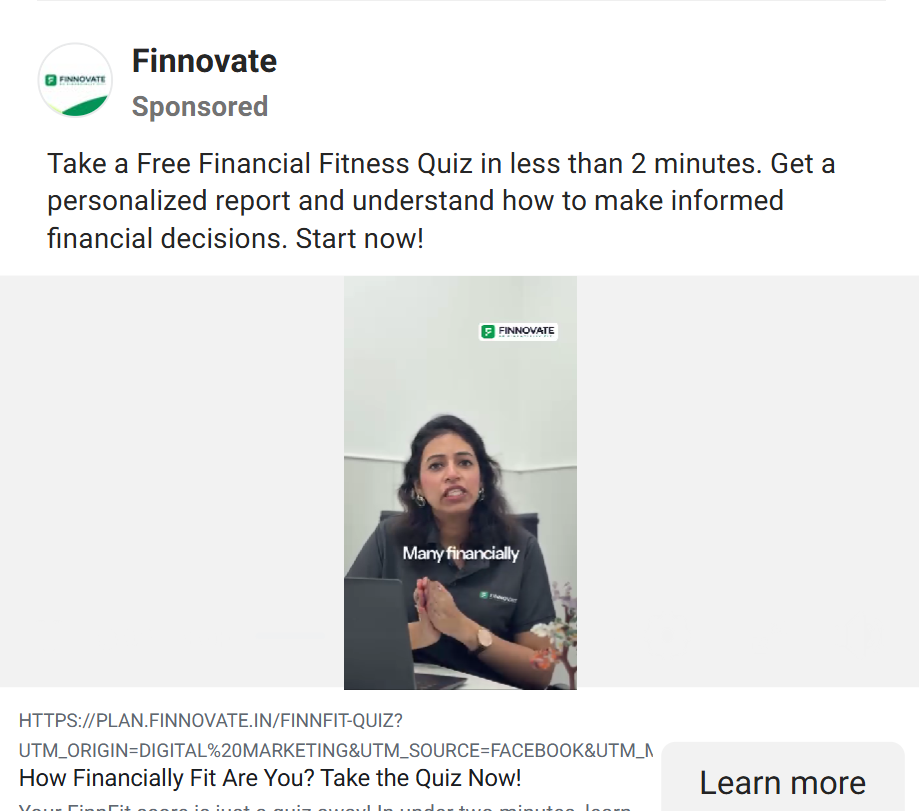 FINNOVATE
Finnovate
Sponsored
Take a Free Financial Fitness Quiz in less than 2 minutes. Get a
personalized report and understand how to make informed
financial decisions. Start now!
FINNOVATE
Many financially
FINNOVATE
HTTPS://PLAN.FINNOVATE.IN/FINNFIT-QUIZ?
UTM_ORIGIN=DIGITAL%20MARKETING&UTM_SOURCE=FACEBOOK&UTM_M
How Financially Fit Are You? Take the Quiz Now!
Learn more
Your FinnFit score is just a quiz away! In under two minutes, learn